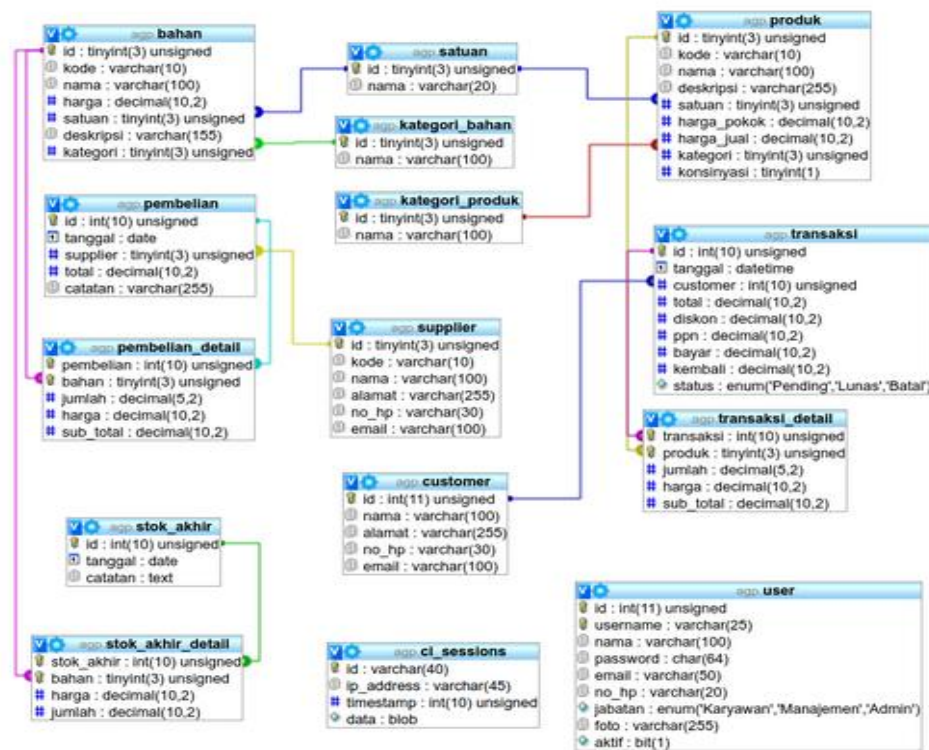 agp bahan
id : tinyint(3) unsigned
kode : varchar(10)
nama : varchar(100)
harga : decimal(10,2)
satuan : tinyint(3) unsigned
deskripsi : varchar(155)
kategori : tinyint(3) unsigned
agp satuan
id : tinyint(3) unsigned
nama : varchar(20)
agp kategori_bahan
id : tinyint(3) unsigned
nama : varchar(100)
agp kategori_produk
id : tinyint(3) unsigned
nama : varchar(100)
agp produk
id : tinyint(3) unsigned
kode : varchar(10)
nama : varchar(100)
deskripsi : varchar(255)
satuan : tinyint(3) unsigned
harga_pokok : decimal(10,2)
harga_jual : decimal(10,2)
kategori : tinyint(3) unsigned
konsinyasi : tinyint(1)
agp pembelian
id : int(10) unsigned
tanggal : date
supplier : tinyint(3) unsigned
total : decimal(10,2)
catatan : varchar(255)
agp transaksi
id : int(10) unsigned
tanggal : datetime
customer : int(10) unsigned
total : decimal(10,2)
diskon : decimal(10,2)
ppn : decimal(10,2)
bayar : decimal(10,2)
kembali : decimal(10,2)
status : enum('Pending','Lunas','Batal')
agp supplier
id : tinyint(3) unsigned
kode : varchar(10)
nama : varchar(100)
alamat : varchar(255)
no_hp : varchar(30)
email : varchar(100)
agp pembelian_detail
pembelian : int(10) unsigned
bahan : tinyint(3) unsigned
jumlah : decimal(5,2)
harga : decimal(10,2)
sub_total : decimal(10,2)
agp transaksi_detail
transaksi : int(10) unsigned
produk : tinyint(3) unsigned
jumlah : decimal(5,2)
harga : decimal(10,2)
sub_total : decimal(10,2)
agp customer
id : int(11) unsigned
nama : varchar(100)
alamat : varchar(255)
no_hp : varchar(30)
email : varchar(100)
agp stok_akhir
id : int(10) unsigned
tanggal : date
catatan : text
agp stok_akhir_detail
stok_akhir : int(10) unsigned
bahan : tinyint(3) unsigned
harga : decimal(10,2)
jumlah : decimal(10,2)
agp ci_sessions
id : varchar(40)
ip_address : varchar(45)
timestamp : int(10) unsigned
data : blob
agp user
id : int(11) unsigned
username : varchar(25)
nama : varchar(100)
password : char(64)
email : varchar(50)
no_hp : varchar(20)
jabatan : enum('Karyawan','Manajemen','Admin')
foto : varchar(255)
aktif : bit(1)